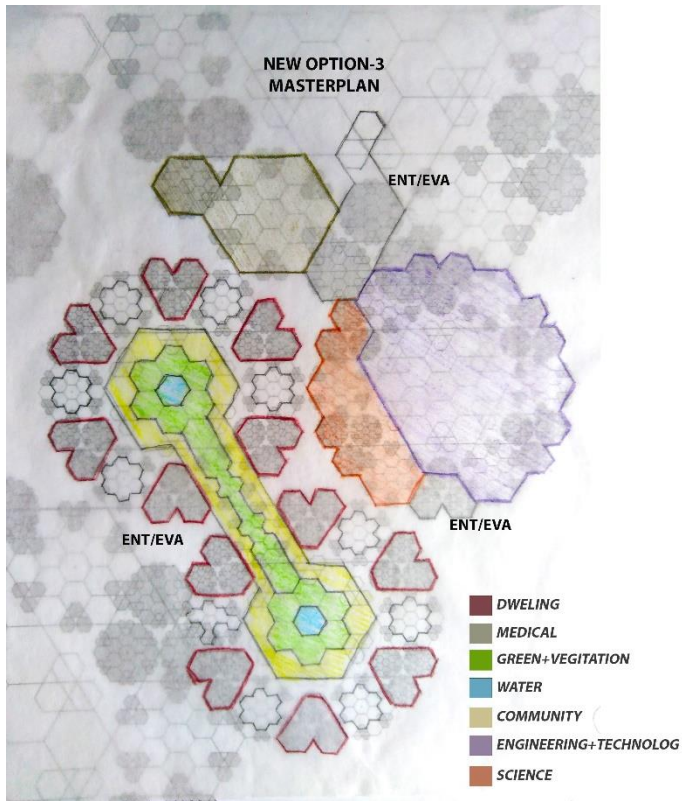 NEW OPTION-3
MASTERPLAN
ENT/EVA
ENT/EVA
ENT/EVA
DWELING
MEDICAL
GREEN+VEGITATION
WATER
COMMUNITY
ENGINEERING+TECHNOLOG
SCIENCE